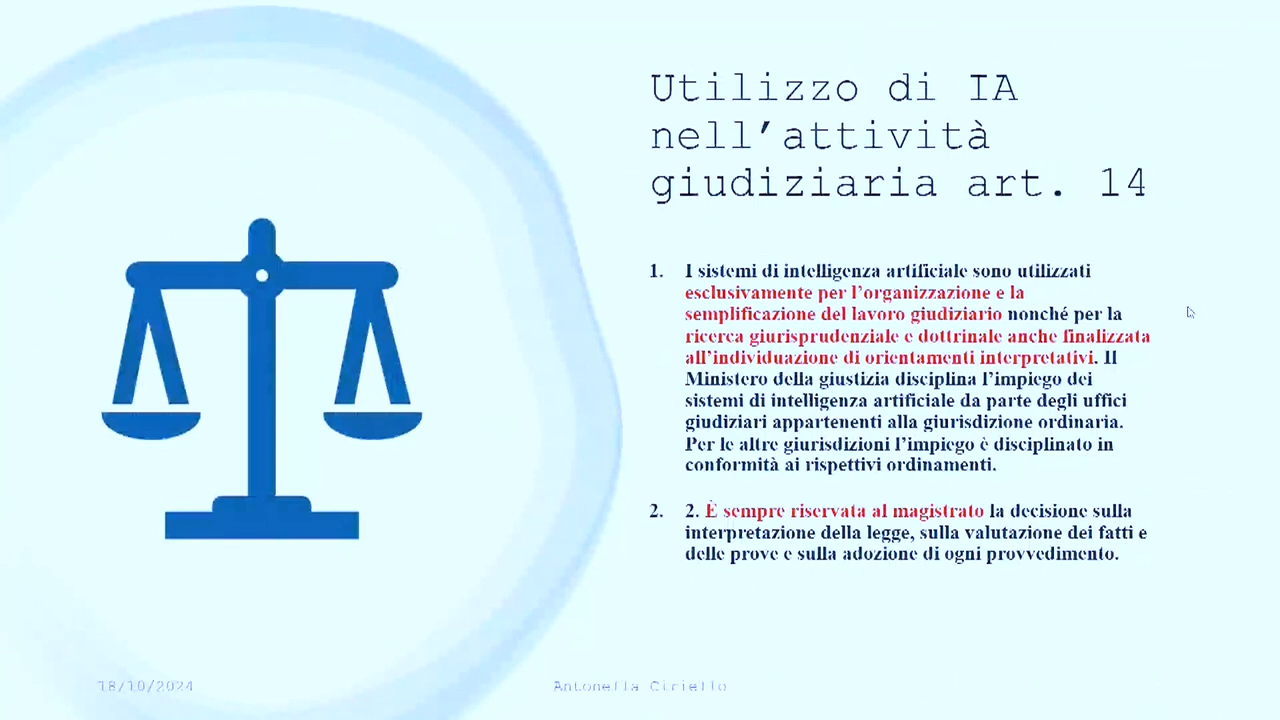 Utilizzo di IA
nell'attività
giudiziaria art. 14
1. I sistemi di intelligenza artificiale sono utilizzati
esclusivamente per l'organizzazione e la
semplificazione del lavoro giudiziario nonché per la
ricerca giurisprudenziale e dottrinale anche finalizzata
all'individuazione di orientamenti interpretativi. Il
Ministero della giustizia disciplina l'impiego dei
sistemi di intelligenza artificiale da parte degli uffici
giudiziari appartenenti alla giurisdizione ordinaria.
Per le altre giurisdizioni l'impiego è disciplinato in
conformità ai rispettivi ordinamenti.
2. 2. È sempre riservata al magistrato la decisione sulla
interpretazione della legge, sulla valutazione dei fatti e
delle prove e sulla adozione di ogni provvedimento.
18/10/2024
Antonella Ciriello